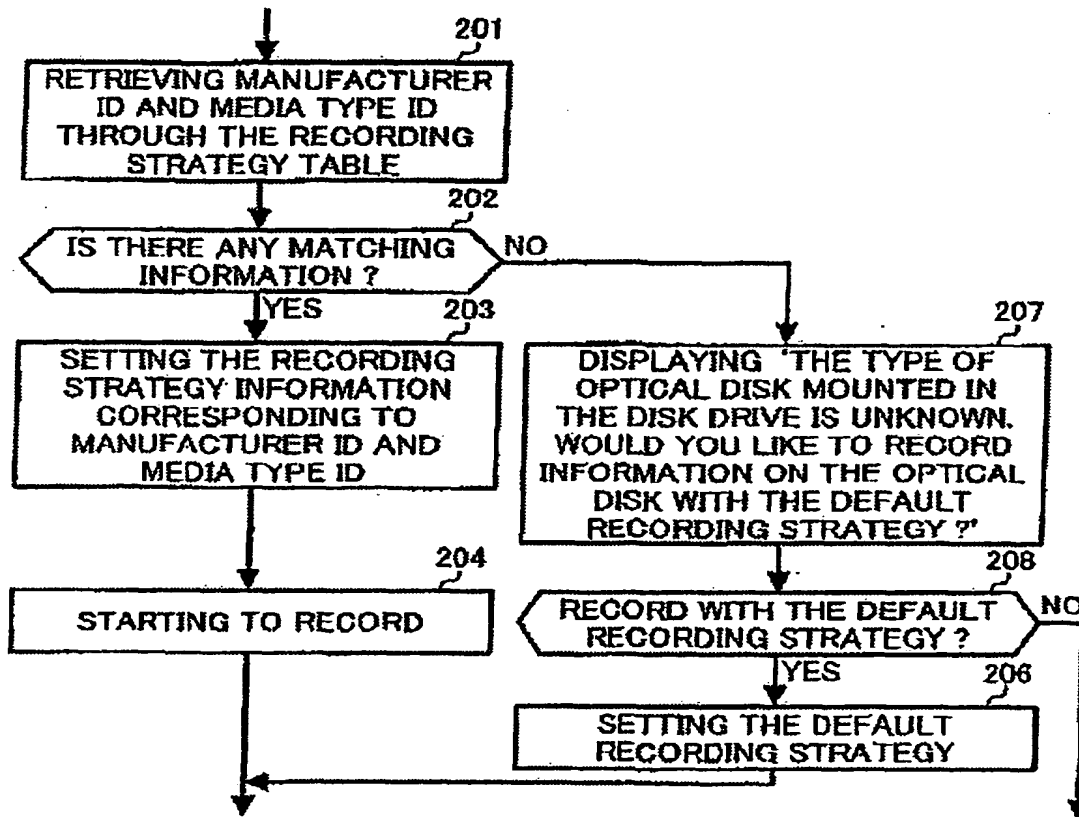 201
RETRIEVING MANUFACTURER
ID AND MEDIA TYPE ID
THROUGH THE RECORDING
STRATEGY TABLE
202
IS THERE ANY MATCHING
INFORMATION ?
NO
YES
203
SETTING THE RECORDING
STRATEGY INFORMATION
CORRESPONDING TO
MANUFACTURER ID AND
MEDIA TYPE ID
204
STARTING TO RECORD
207
DISPLAYING 'THE TYPE OF
OPTICAL DISK MOUNTED IN
THE DISK DRIVE IS UNKNOWN.
WOULD YOU LIKE TO RECORD
INFORMATION ON THE OPTICAL
DISK WITH THE DEFAULT
RECORDING STRATEGY ?'
208
RECORD WITH THE DEFAULT
RECORDING STRATEGY ?
NO
YES
206
SETTING THE DEFAULT
RECORDING STRATEGY